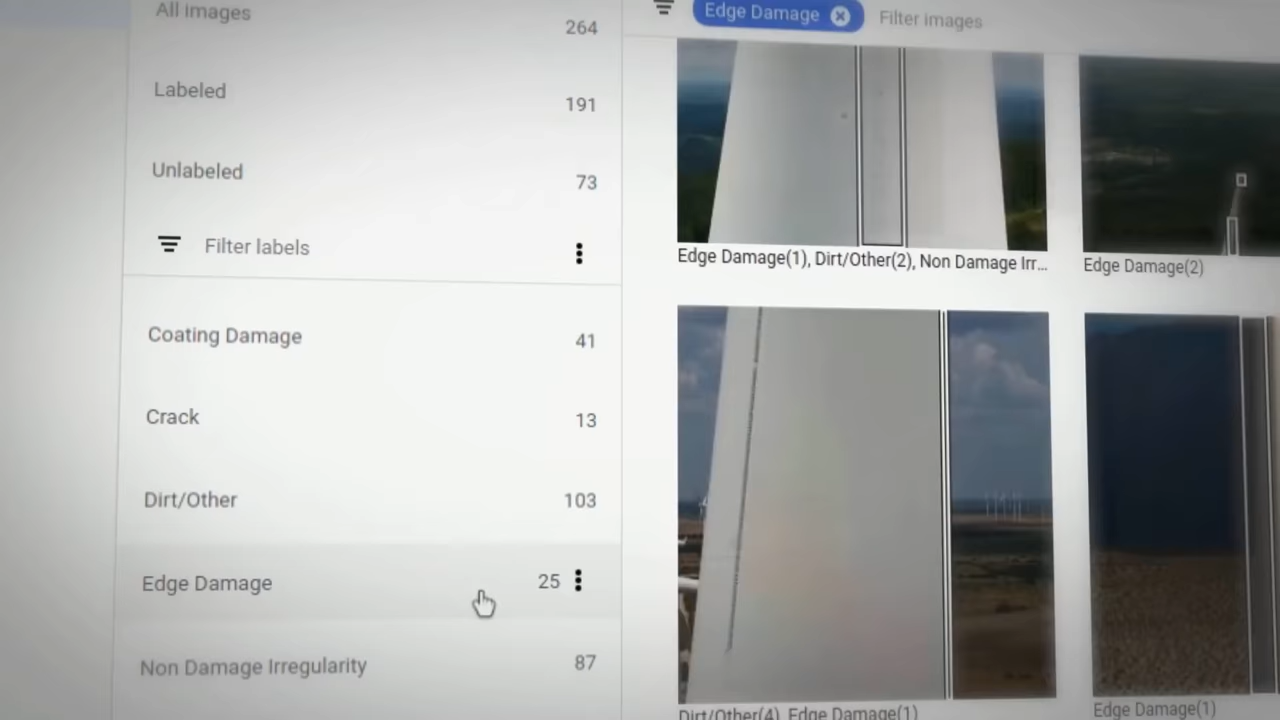 All images 264
Labeled 191
Unlabeled 73
Filter labels
Coating Damage 41
Crack 13
Dirt/Other 103
Edge Damage 25
Non Damage Irregularity 87
Edge Damage Filter images
Edge Damage(1), Dirt/Other(2), Non Damage Irr...
Edge Damage(2)
Dirt/Other(4), Edge Damage(1)
Edge Damage(1)